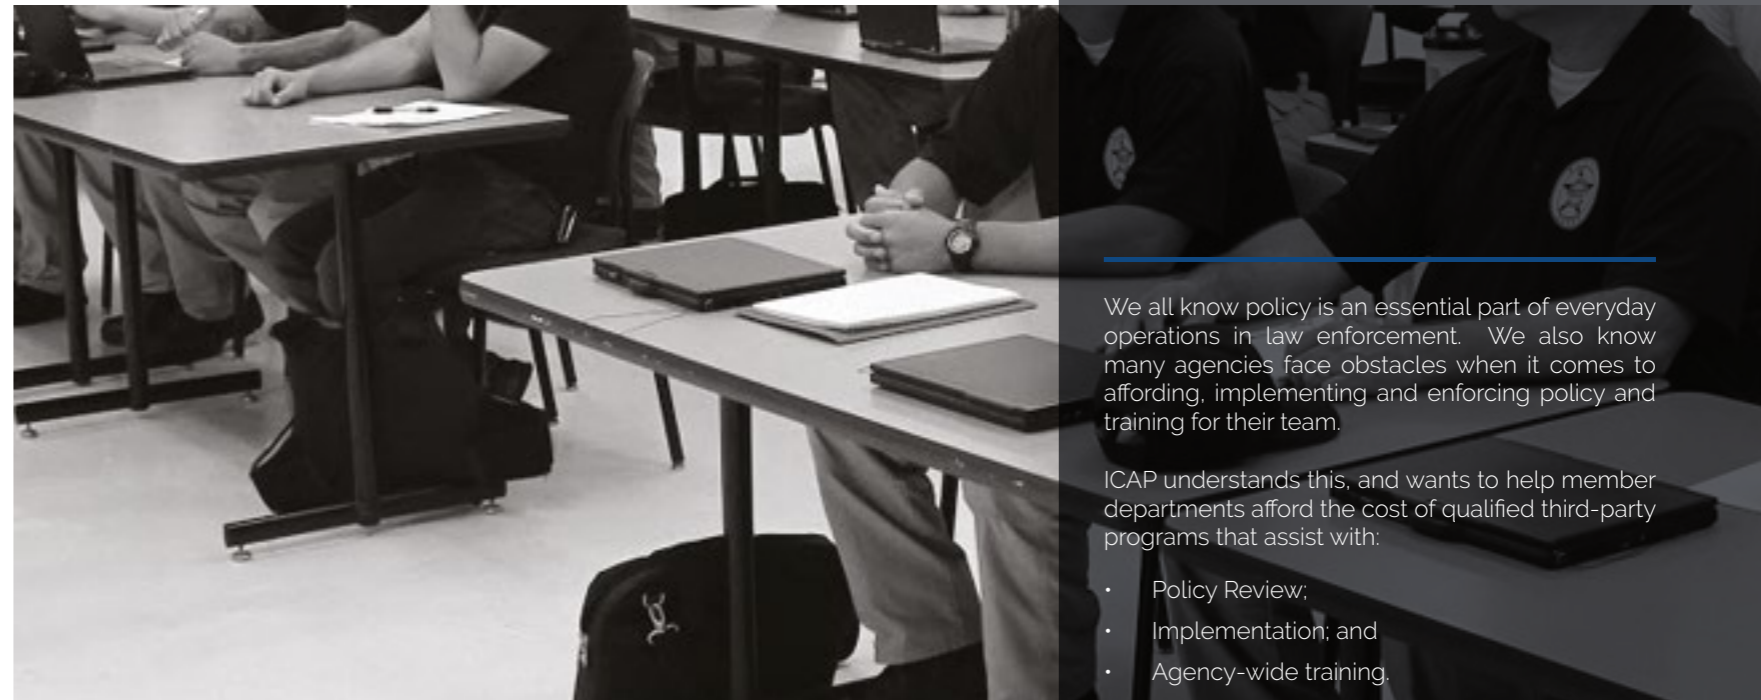 We all know policy is an essential part of everyday
operations in law enforcement. We also know
many agencies face obstacles when it comes to
affording, implementing and enforcing policy and
training for their team.
ICAP understands this, and wants to help member
departments afford the cost of qualified third-party
programs that assist with:
• Policy Review;
• Implementation; and
• Agency-wide training.